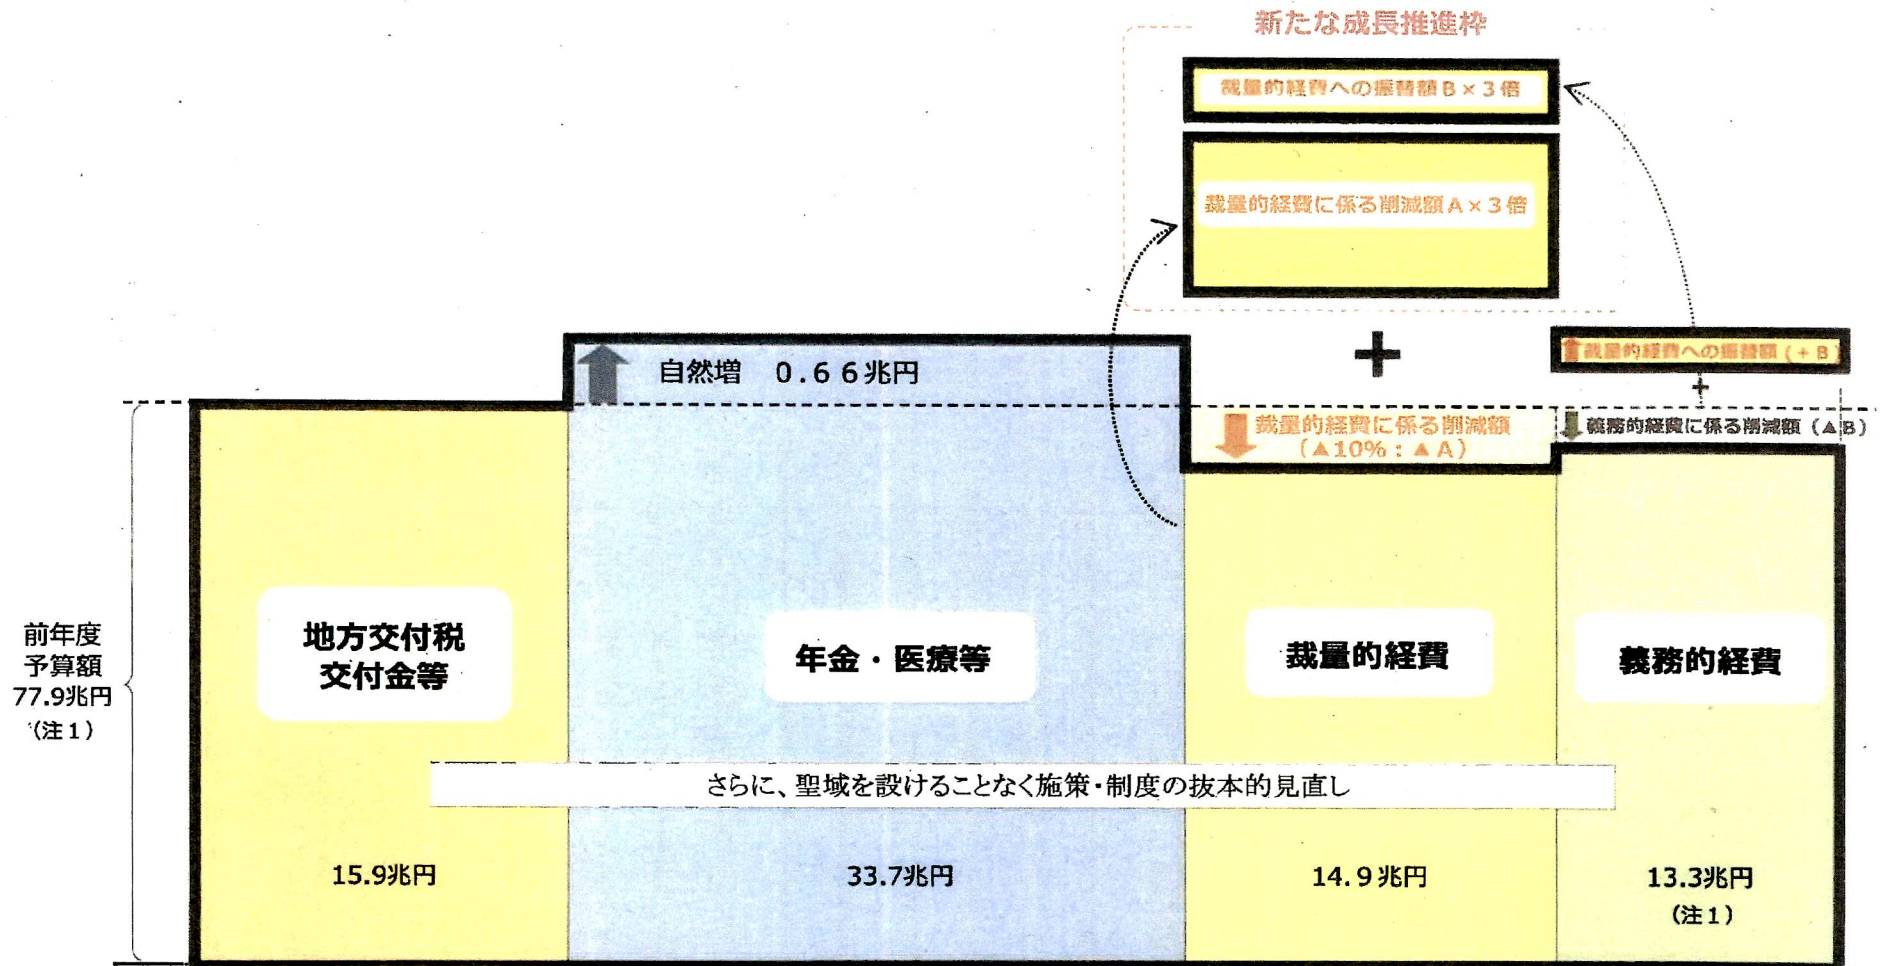 新たな成長推進枠
裁量的経費への振替額B×3倍
裁量的経費に係る削減額A×3倍
+
裁量的経費への振替額(+B)
+
自然増 0.66兆円
裁量的経費に係る削減額
(▲10%:▲A)
義務的経費に係る削減額(▲B)
前年度
予算額
77.9兆円
(注1)
地方交付税
交付金等
年金・医療等
裁量的経費
義務的経費
さらに、聖域を設けることなく施策・制度の抜本的見直し
15.9兆円
33.7兆円
14.9兆円
13.3兆円
(注1)